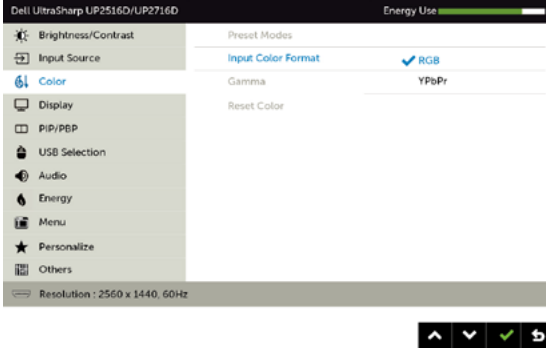 Dell UltraSharp UP2516D/UP2716D Energy Use
Brightness/Contrast Preset Modes
Input Source Input Color Format RGB
Color Gamma YPbPr
Display Reset Color
PIP/PBP
USB Selection
Audio
Energy
Menu
Personalize
Others
Resolution : 2560 x 1440, 60Hz